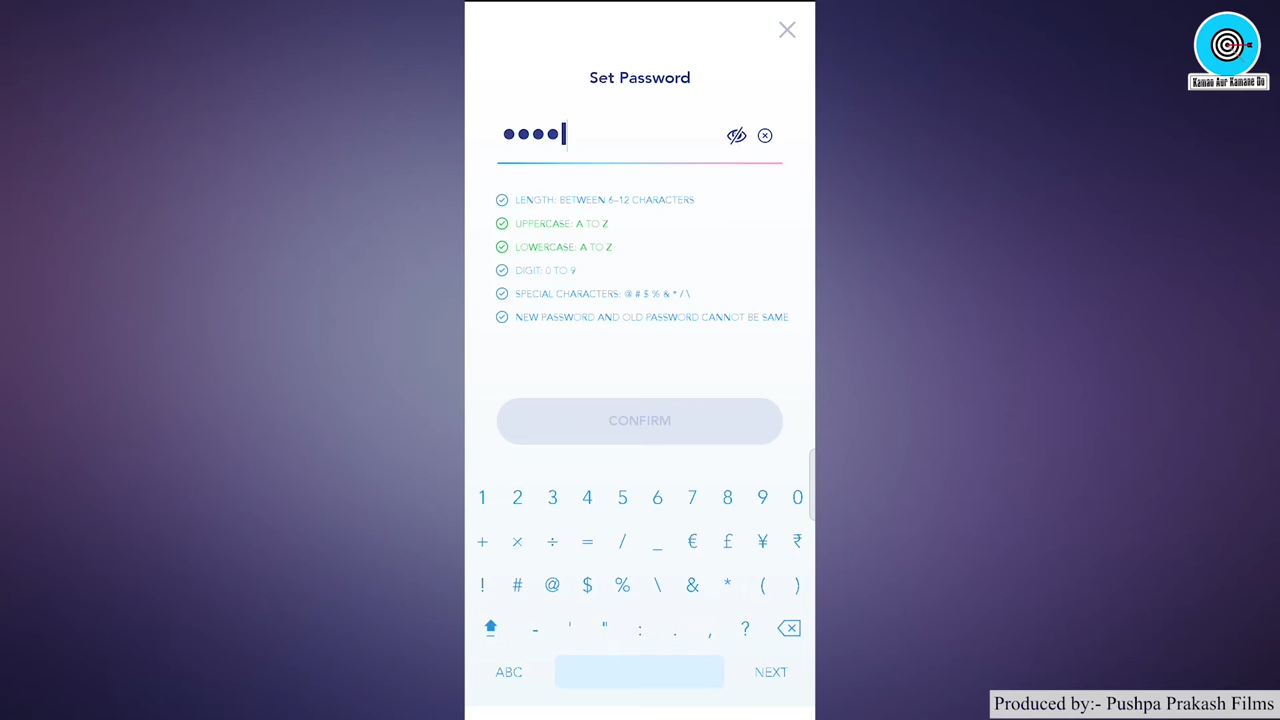 Kamao Aur Kamane Do
Set Password
LENGTH: BETWEEN 6–12 CHARACTERS
UPPERCASE: A TO Z
LOWERCASE: A TO Z
DIGIT: 0 TO 9
SPECIAL CHARACTERS: @ # $ % & * / \
NEW PASSWORD AND OLD PASSWORD CANNOT BE SAME
CONFIRM
1 2 3 4 5 6 7 8 9 0
+ × ÷ = / _ € £ ¥ ₹
! # @ $ % \ & * ( )
- ' " : . , ?
ABC NEXT
Produced by:- Pushpa Prakash Films